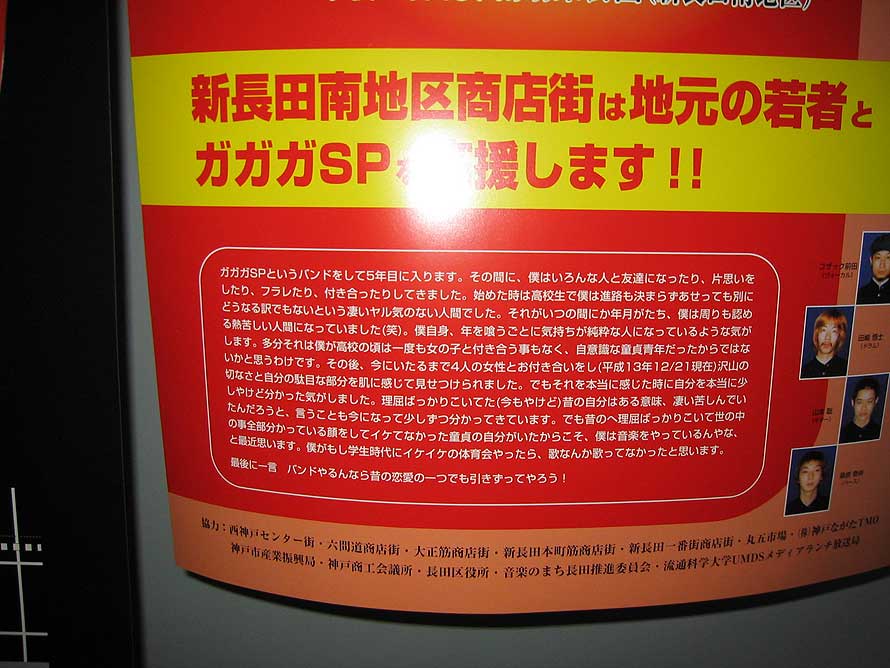 新長田南地区商店街は地元の若者と
ガガガSP 援します!!
ガガガSPというバンドをして5年目に入ります。その間に、僕はいろんな人と友達になったり、片思いを
したり、フラレたり、付き合ったりしてきました。始めた時は高校生で僕は進路も決まらずあせっても別に
どうなる訳でもないという凄いヤル気のない人間でした。それがいつの間にか年月がたち、僕は周りも認め
る熱苦しい人間になっていました(笑)。僕自身、年を喰うごとに気持ちが純粋な人になっているような気が
します。多分それは僕が高校の頃は一度も女の子と付き合う事もなく、自意識な童貞青年だったからではな
いかと思うわけです。その後、今にいたるまで4人の女性とお付き合いをし(平成13年12/21現在)沢山の
切なさと自分の駄目な部分を肌に感じて見せつけられました。でもそれを本当に感じた時に自分を本当に少
しやけど分かった気がしました。理屈ばっかりこいてた(今もやけど)昔の自分はある意味、凄い苦しんでい
たんだろうと、言うことも今になって少しずつ分かってきています。でも昔のへ理屈ばっかりこいて世の中
の事全部分かっている顔をしてイケてなかった童貞の自分がいたからこそ、僕は音楽をやっているんやな、
と最近思います。僕がもし学生時代にイケイケの体育会やったら、歌なんか歌ってなかったと思います。
最後に一言 バンドやるんなら昔の恋愛の一つでも引きずってやろう!
コザック前田
(ヴォーカル)
田嶋 悟士
(ドラム)
山本 聡
(ギター)
桑原 康伸
(ベース)
協力:西神戸センター街・六間道商店街・大正筋商店街・新長田本町筋商店街・新長田一番街商店街・丸五市場・(株)神戸ながたTMO
神戸市産業振興局・神戸商工会議所・長田区役所・音楽のまち長田推進委員会・流通科学大学UMDSメディアランチ放送局